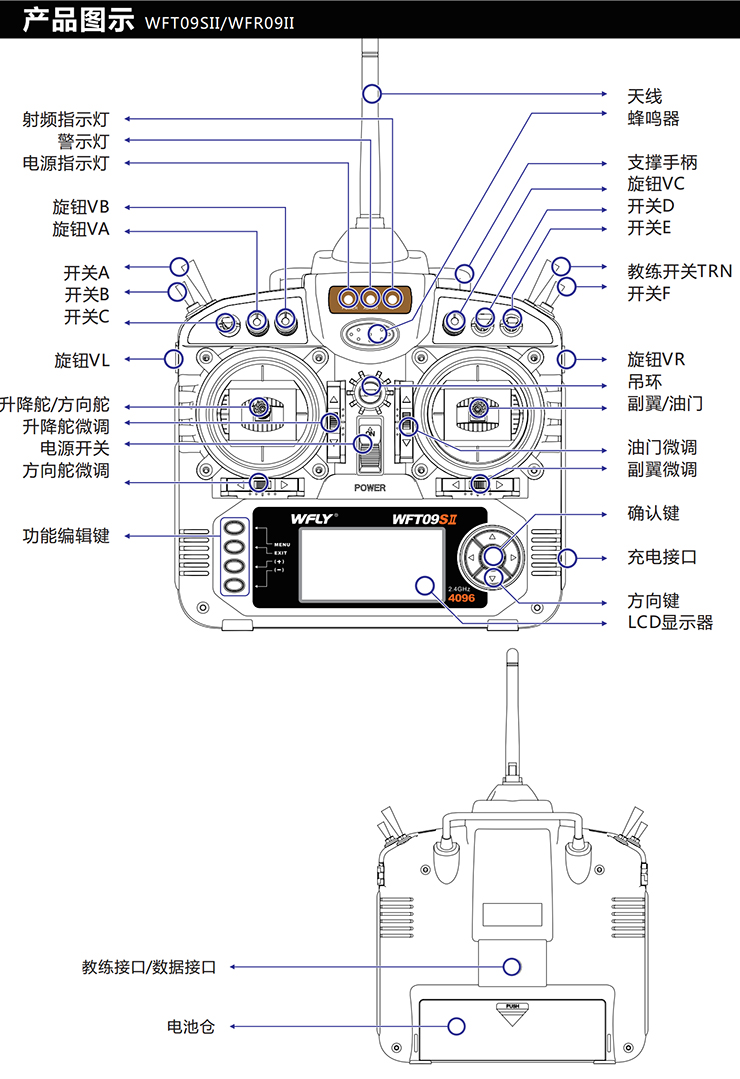 产品图示 WFT09SII/WFR09II
射频指示灯
警示灯
电源指示灯
旋钮VB
旋钮VA
开关A
开关B
开关C
旋钮VL
升降舵/方向舵
升降舵微调
电源开关
方向舵微调
功能编辑键
天线
蜂鸣器
支撑手柄
旋钮VC
开关D
开关E
教练开关TRN
开关F
旋钮VR
吊环
副翼/油门
油门微调
副翼微调
确认键
充电接口
方向键
LCD显示器
ON
POWER
WFLY®
WFT09SII
MENU
EXIT
(+)
(−)
2.4GHz
4096
教练接口/数据接口
电池仓
PUSH